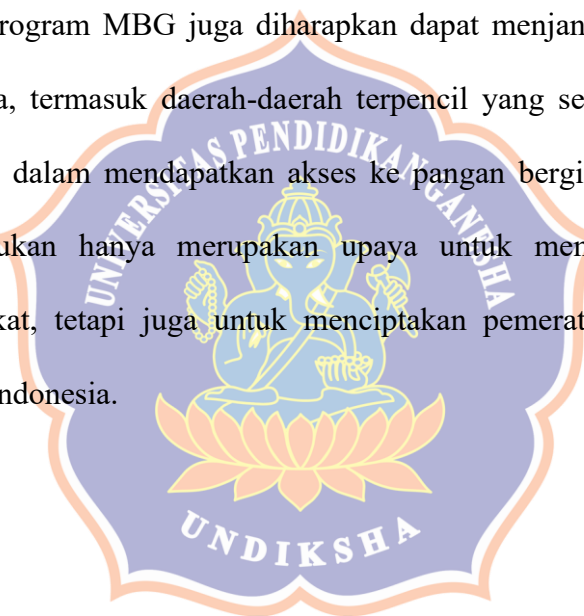 rogram MBG juga diharapkan dapat menjan
a, termasuk daerah-daerah terpencil yang se
dalam mendapatkan akses ke pangan bergi
ukan hanya merupakan upaya untuk men
kat, tetapi juga untuk menciptakan pemerat
ndonesia.
UNIVERSITAS PENDIDIKAN GANESHA
UNDIKSHA